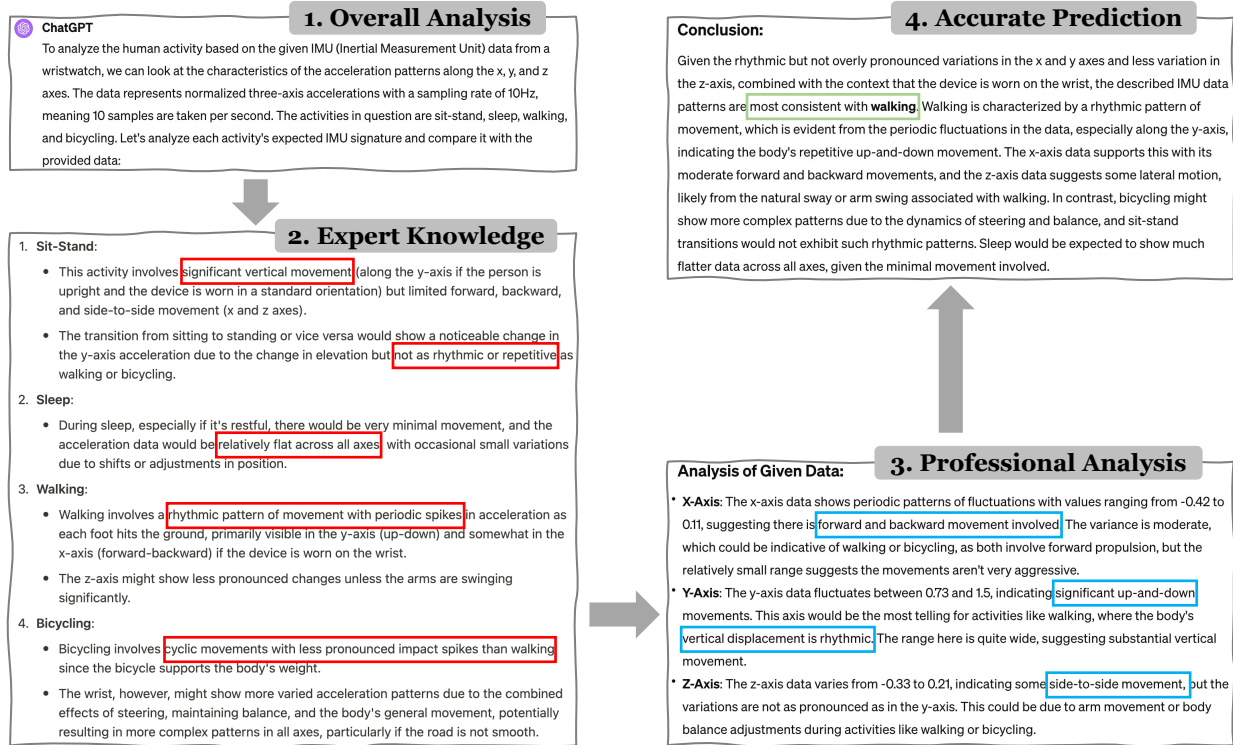 1. Overall Analysis
ChatGPT
To analyze the human activity based on the given IMU (Inertial Measurement Unit) data from a
wristwatch, we can look at the characteristics of the acceleration patterns along the x, y, and z
axes. The data represents normalized three-axis accelerations with a sampling rate of 10Hz,
meaning 10 samples are taken per second. The activities in question are sit-stand, sleep, walking,
and bicycling. Let's analyze each activity's expected IMU signature and compare it with the
provided data:
2. Expert Knowledge
1. Sit-Stand:
• This activity involves significant vertical movement (along the y-axis if the person is
upright and the device is worn in a standard orientation) but limited forward, backward,
and side-to-side movement (x and z axes).
• The transition from sitting to standing or vice versa would show a noticeable change in
the y-axis acceleration due to the change in elevation but not as rhythmic or repetitive as
walking or bicycling.
2. Sleep:
• During sleep, especially if it's restful, there would be very minimal movement, and the
acceleration data would be relatively flat across all axes, with occasional small variations
due to shifts or adjustments in position.
3. Walking:
• Walking involves a rhythmic pattern of movement with periodic spikes in acceleration as
each foot hits the ground, primarily visible in the y-axis (up-down) and somewhat in the
x-axis (forward-backward) if the device is worn on the wrist.
• The z-axis might show less pronounced changes unless the arms are swinging
significantly.
4. Bicycling:
• Bicycling involves cyclic movements with less pronounced impact spikes than walking
since the bicycle supports the body's weight.
• The wrist, however, might show more varied acceleration patterns due to the combined
effects of steering, maintaining balance, and the body's general movement, potentially
resulting in more complex patterns in all axes, particularly if the road is not smooth.
3. Professional Analysis
Analysis of Given Data:
• X-Axis: The x-axis data shows periodic patterns of fluctuations with values ranging from -0.42 to
0.11, suggesting there is forward and backward movement involved. The variance is moderate,
which could be indicative of walking or bicycling, as both involve forward propulsion, but the
relatively small range suggests the movements aren't very aggressive.
• Y-Axis: The y-axis data fluctuates between 0.73 and 1.5, indicating significant up-and-down
movements. This axis would be the most telling for activities like walking, where the body's
vertical displacement is rhythmic. The range here is quite wide, suggesting substantial vertical
movement.
• Z-Axis: The z-axis data varies from -0.33 to 0.21, indicating some side-to-side movement, but the
variations are not as pronounced as in the y-axis. This could be due to arm movement or body
balance adjustments during activities like walking or bicycling.
4. Accurate Prediction
Conclusion:
Given the rhythmic but not overly pronounced variations in the x and y axes and less variation in
the z-axis, combined with the context that the device is worn on the wrist, the described IMU data
patterns are most consistent with walking. Walking is characterized by a rhythmic pattern of
movement, which is evident from the periodic fluctuations in the data, especially along the y-axis,
indicating the body's repetitive up-and-down movement. The x-axis data supports this with its
moderate forward and backward movements, and the z-axis data suggests some lateral motion,
likely from the natural sway or arm swing associated with walking. In contrast, bicycling might
show more complex patterns due to the dynamics of steering and balance, and sit-stand
transitions would not exhibit such rhythmic patterns. Sleep would be expected to show much
flatter data across all axes, given the minimal movement involved.